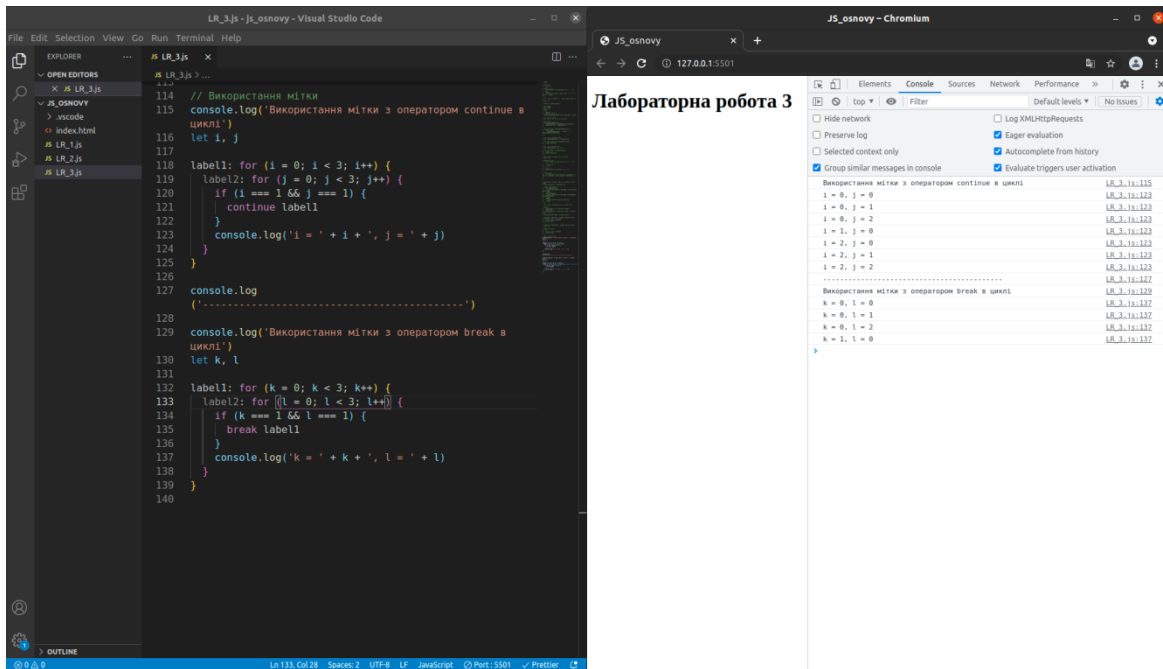 LR_3.js - js_osnovy - Visual Studio Code
File Edit Selection View Go Run Terminal Help
EXPLORER
OPEN EDITORS
JS LR_3.js
JS_OSNOVY
.vscode
index.html
JS LR_1.js
JS LR_2.js
JS LR_3.js
OUTLINE
JS LR_3.js
JS LR_3.js > ...
113
114 // Використання мітки
115 console.log('Використання мітки з оператором continue в
циклі')
116 let i, j
117
118 label1: for (i = 0; i < 3; i++) {
119 label2: for (j = 0; j < 3; j++) {
120 if (i === 1 && j === 1) {
121 continue label1
122 }
123 console.log('i = ' + i + ', j = ' + j)
124 }
125 }
126
127 console.log
('--------------------------------------------')
128
129 console.log('Використання мітки з оператором break в
циклі')
130 let k, l
131
132 label1: for (k = 0; k < 3; k++) {
133 label2: for (l = 0; l < 3; l++) {
134 if (k === 1 && l === 1) {
135 break label1
136 }
137 console.log('k = ' + k + ', l = ' + l)
138 }
139 }
140
0 0
Ln 133, Col 28 Spaces: 2 UTF-8 LF JavaScript Port : 5501 Prettier
JS_osnovy – Chromium
JS_osnovy
127.0.0.1:5501
Лабораторна робота 3
Elements Console Sources Network Performance »
top Filter Default levels No Issues
Hide network Log XMLHttpRequests
Preserve log Eager evaluation
Selected context only Autocomplete from history
Group similar messages in console Evaluate triggers user activation
Використання мітки з оператором continue в циклі LR_3.js:115
i = 0, j = 0 LR_3.js:123
i = 0, j = 1 LR_3.js:123
i = 0, j = 2 LR_3.js:123
i = 1, j = 0 LR_3.js:123
i = 2, j = 0 LR_3.js:123
i = 2, j = 1 LR_3.js:123
i = 2, j = 2 LR_3.js:123
-------------------------------------------- LR_3.js:127
Використання мітки з оператором break в циклі LR_3.js:129
k = 0, l = 0 LR_3.js:137
k = 0, l = 1 LR_3.js:137
k = 0, l = 2 LR_3.js:137
k = 1, l = 0 LR_3.js:137